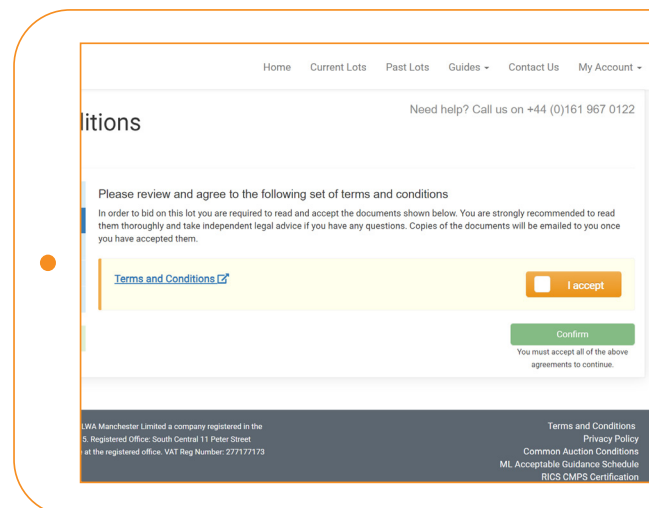 Home Current Lots Past Lots Guides Contact Us My Account
Need help? Call us on +44 (0)161 967 0122
litions
Please review and agree to the following set of terms and conditions
In order to bid on this lot you are required to read and accept the documents shown below. You are strongly recommended to read
them thoroughly and take independent legal advice if you have any questions. Copies of the documents will be emailed to you once
you have accepted them.
Terms and Conditions
I accept
Confirm
You must accept all of the above
agreements to continue.
LWA Manchester Limited a company registered in the
5. Registered Office: South Central 11 Peter Street
at the registered office. VAT Reg Number: 277177173
Terms and Conditions
Privacy Policy
Common Auction Conditions
ML Acceptable Guidance Schedule
RICS CMPS Certification